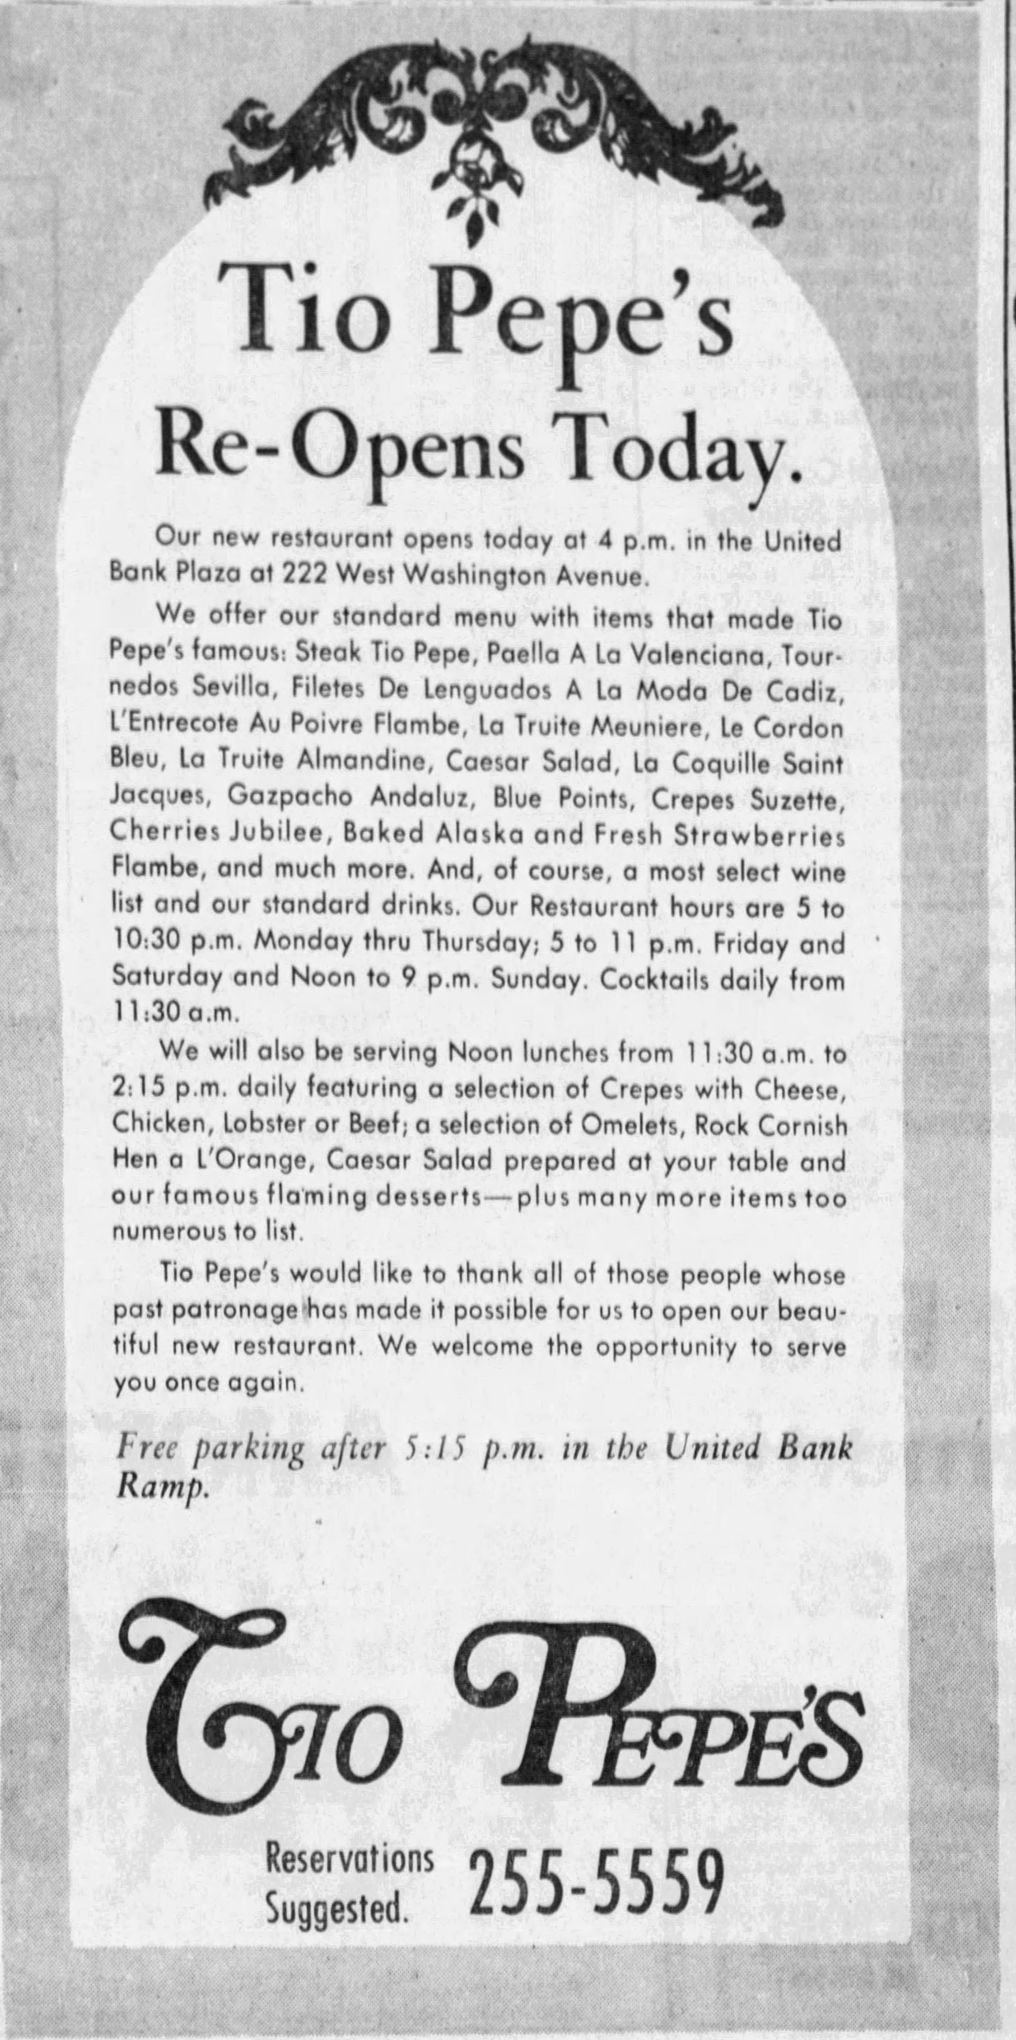 Tio Pepe's
Re-Opens Today.
Our new restaurant opens today at 4 p.m. in the United
Bank Plaza at 222 West Washington Avenue.
We offer our standard menu with items that made Tio
Pepe's famous: Steak Tio Pepe, Paella A La Valenciana, Tour-
nedos Sevilla, Filetes De Lenguados A La Moda De Cadiz,
L'Entrecote Au Poivre Flambe, La Truite Meuniere, Le Cordon
Bleu, La Truite Almandine, Caesar Salad, La Coquille Saint
Jacques, Gazpacho Andaluz, Blue Points, Crepes Suzette,
Cherries Jubilee, Baked Alaska and Fresh Strawberries
Flambe, and much more. And, of course, a most select wine
list and our standard drinks. Our Restaurant hours are 5 to
10:30 p.m. Monday thru Thursday; 5 to 11 p.m. Friday and
Saturday and Noon to 9 p.m. Sunday. Cocktails daily from
11:30 a.m.
We will also be serving Noon lunches from 11:30 a.m. to
2:15 p.m. daily featuring a selection of Crepes with Cheese,
Chicken, Lobster or Beef; a selection of Omelets, Rock Cornish
Hen a L'Orange, Caesar Salad prepared at your table and
our famous flaming desserts—plus many more items too
numerous to list.
Tio Pepe's would like to thank all of those people whose
past patronage has made it possible for us to open our beau-
tiful new restaurant. We welcome the opportunity to serve
you once again.
Free parking after 5:15 p.m. in the United Bank
Ramp.
TIO PEPE'S
Reservations
Suggested.
255-5559